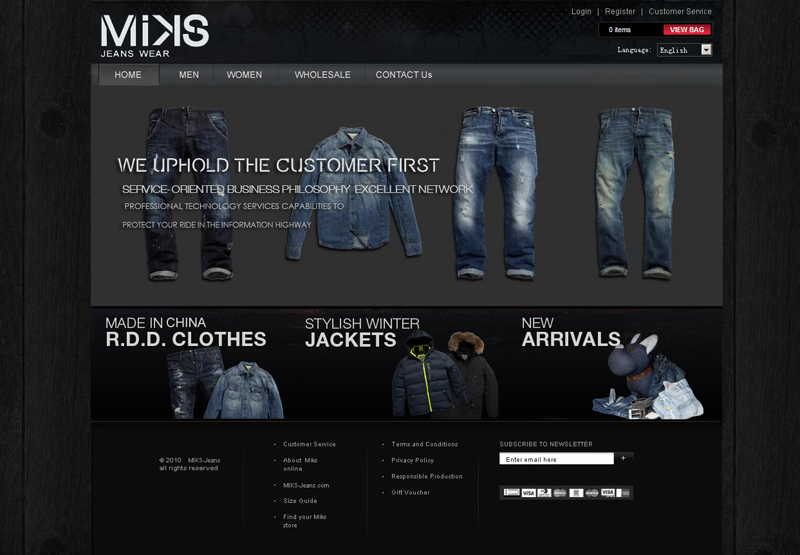 Login | Register | Customer Service
MiKS
JEANS WEAR
0 items VIEW BAG
Language: English
HOME MEN WOMEN WHOLESALE CONTACT Us
WE UPHOLD THE CUSTOMER FIRST
SERVICE-ORIENTED BUSINESS PHILOSOPHY EXCELLENT NETWORK
PROFESSIONAL TECHNOLOGY SERVICES CAPABILITIES TO
PROTECT YOUR RIDE IN THE INFORMATION HIGHWAY
MADE IN CHINA
R.D.D. CLOTHES
STYLISH WINTER
JACKETS
NEW
ARRIVALS
© 2010 MIKS-Jeans
all rights reserved
• Customer Service
• About Miks
online
• MIKS-Jeans.com
• Size Guide
• Find your Miks
store
• Terms and Conditions
• Privacy Policy
• Responsible Production
• Gift Voucher
SUBSCRIBE TO NEWSLETTER
Enter email here +
VISA
VISA